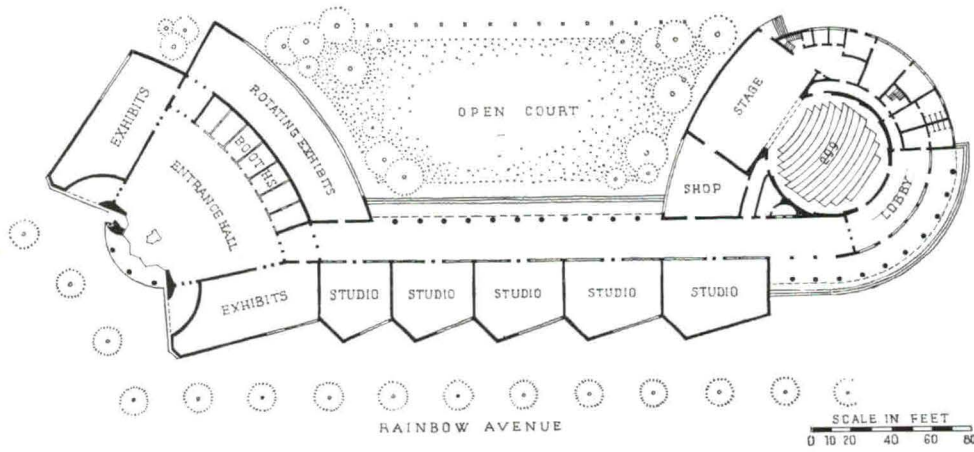 EXHIBITS
ROTATING EXHIBITS
BOOTHS
ENTRANCE HALL
OPEN COURT
STAGE
SHOP
LOBBY
EXHIBITS
STUDIO
STUDIO
STUDIO
STUDIO
STUDIO
RAINBOW AVENUE
SCALE IN FEET
0 10 20 40 60 80